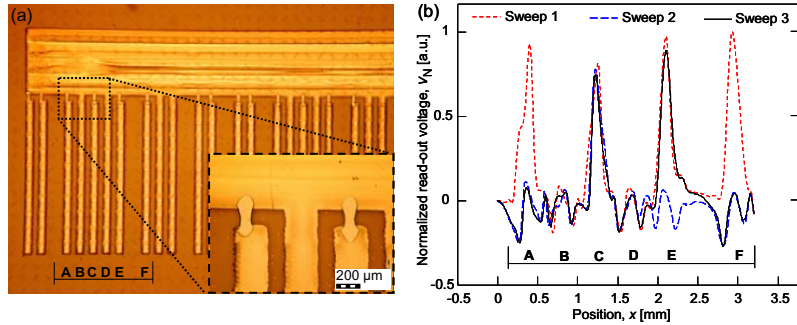 (a)
A B C D E F
200 µm
(b)
Sweep 1 Sweep 2 Sweep 3
Normalized read-out voltage, VN [a.u.]
1
0.5
0
-0.5
A B C D E F
-0.5 0 0.5 1 1.5 2 2.5 3 3.5
Position, x [mm]